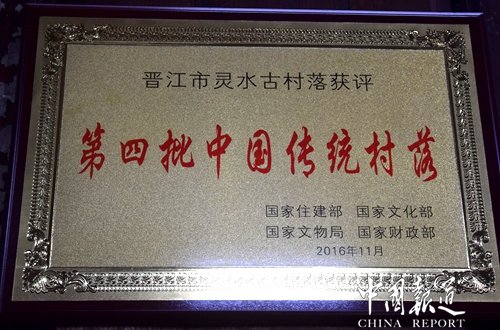 晋江市灵水古村落获评
第四批中国传统村落
国家住建部 国家文化部
国家文物局 国家财政部
2016年11月
中国报道
CHINA REPORT